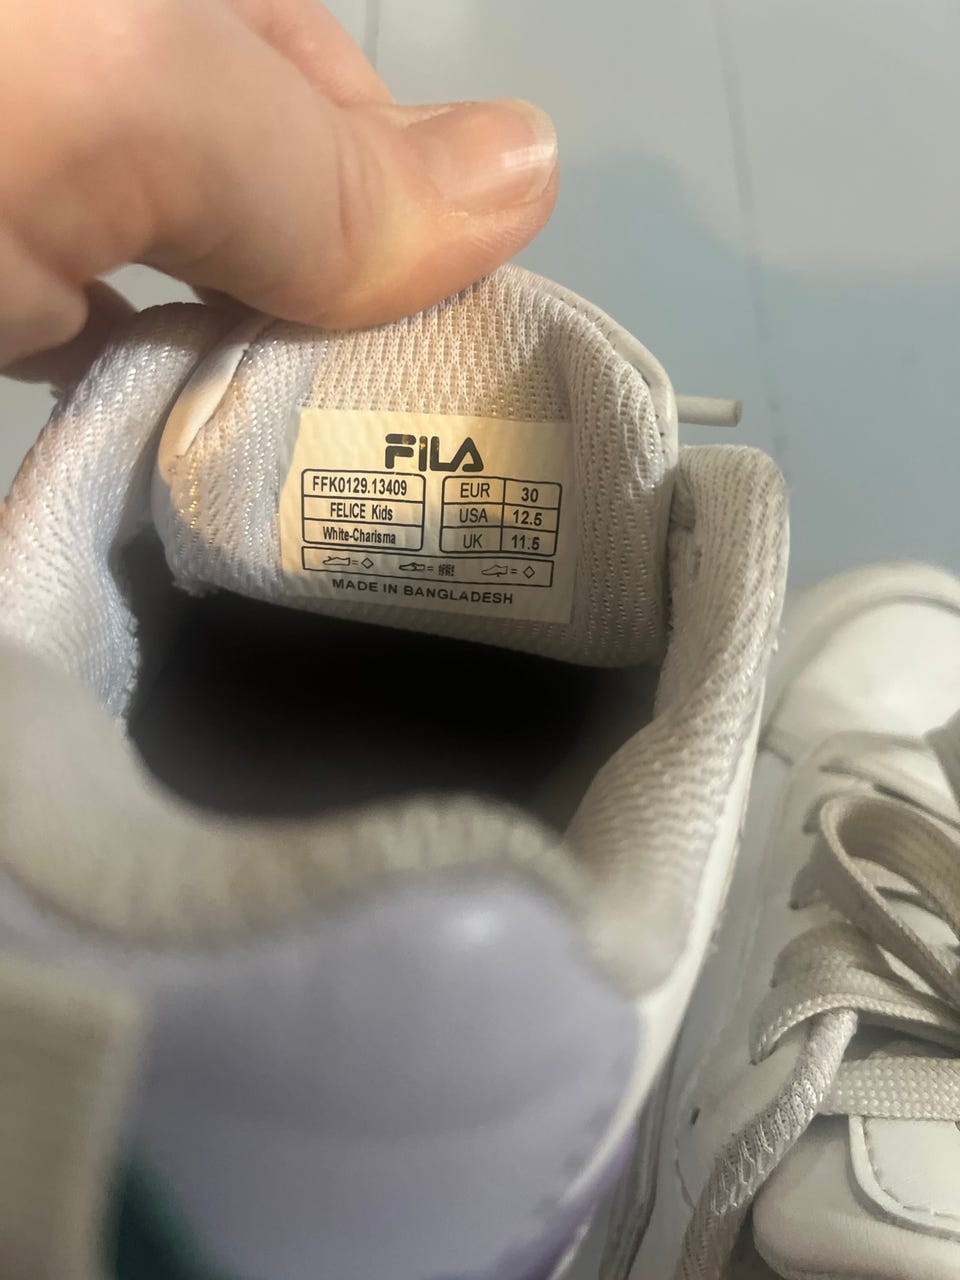 FILA
FFK0129.13409
FELICE Kids
White-Charisma
EUR 30
USA 12.5
UK 11.5
= ◇ = = ◇
MADE IN BANGLADESH